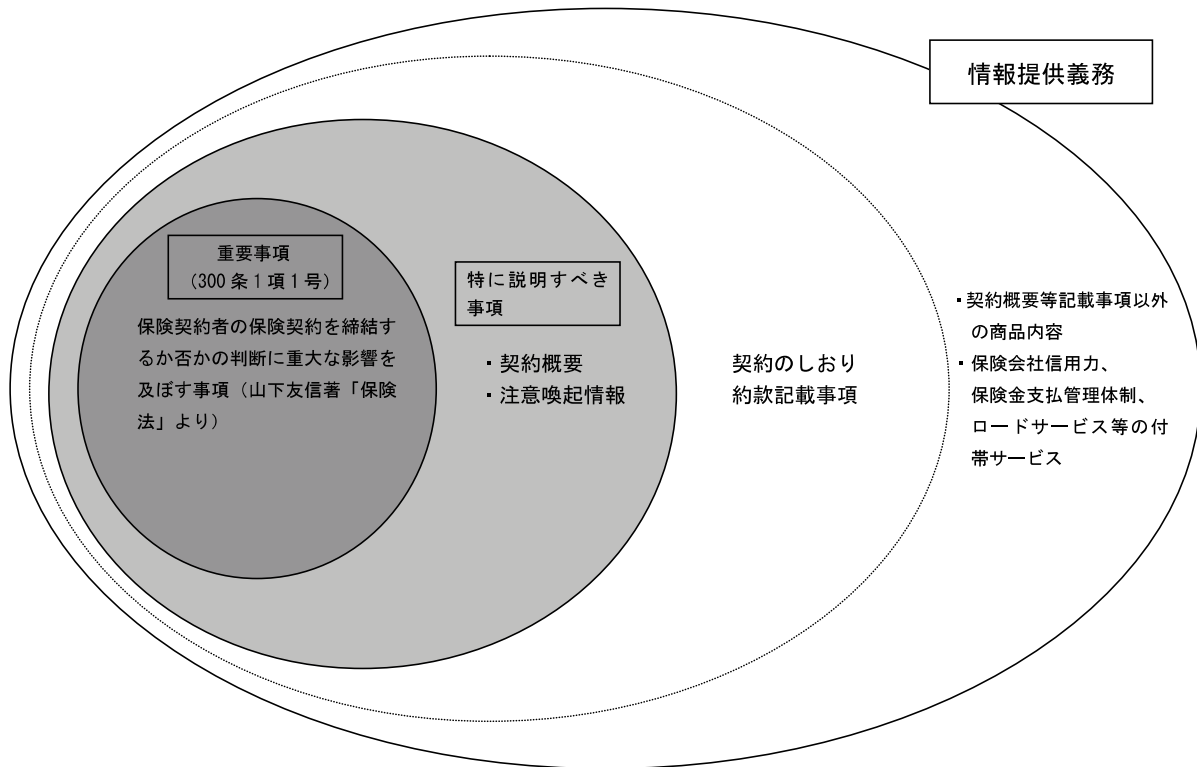 情報提供義務
重要事項
（300 条 1 項 1 号）
保険契約者の保険契約を締結す
るか否かの判断に重大な影響を
及ぼす事項（山下友信著「保険
法」より）
特に説明すべき
事項
・契約概要
・注意喚起情報
契約のしおり
約款記載事項
・契約概要等記載事項以外
の商品内容
・保険会社信用力、
保険金支払管理体制、
ロードサービス等の付
帯サービス